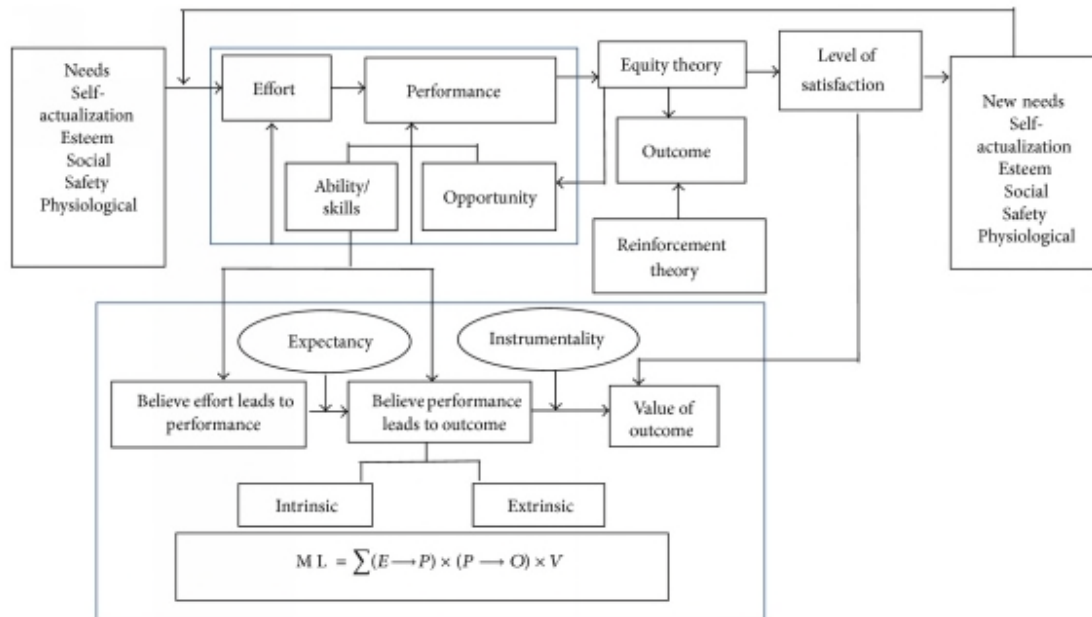 Needs
Self-
actualization
Esteem
Social
Safety
Physiological
Effort
Performance
Ability/
skills
Opportunity
Equity theory
Outcome
Reinforcement
theory
Level of
satisfaction
New needs
Self-
actualization
Esteem
Social
Safety
Physiological
Expectancy
Instrumentality
Believe effort leads to
performance
Believe performance
leads to outcome
Value of
outcome
Intrinsic
Extrinsic
M L = ∑(E ⟶ P) × (P ⟶ O) × V